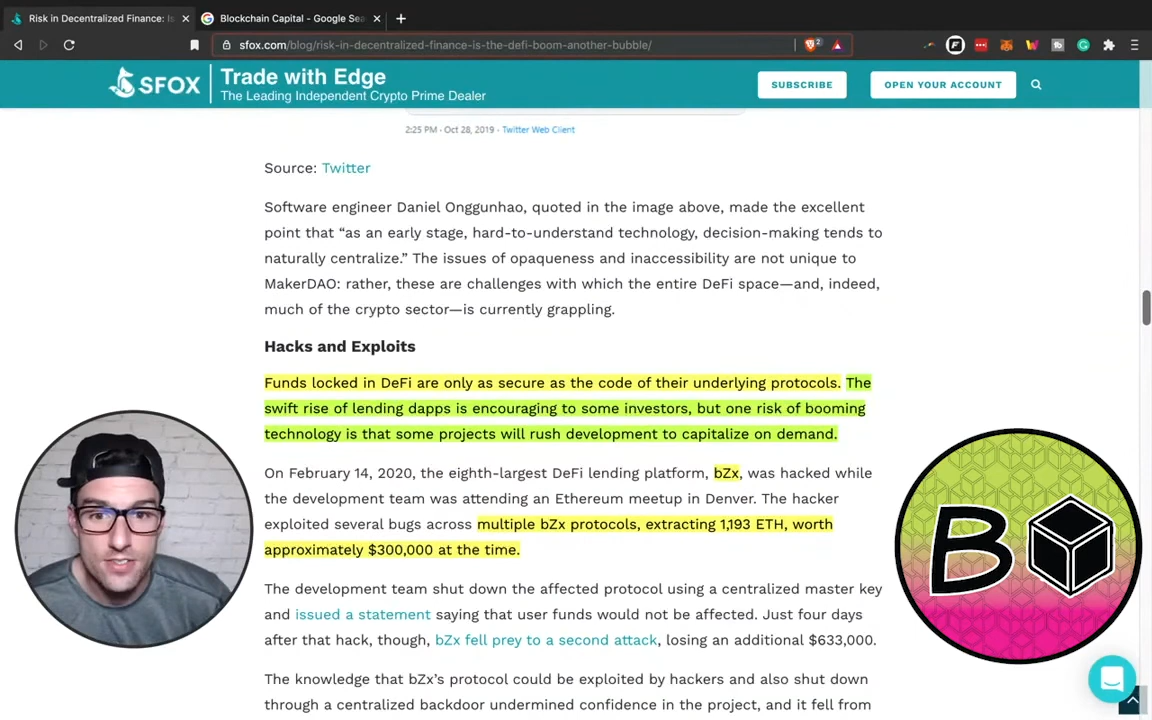 Risk in Decentralized Finance: Is
Blockchain Capital - Google Sea
sfox.com/blog/risk-in-decentralized-finance-is-the-defi-boom-another-bubble/
2
SFOX
Trade with Edge
The Leading Independent Crypto Prime Dealer
SUBSCRIBE
OPEN YOUR ACCOUNT
2:25 PM - Oct 28, 2019 - Twitter Web Client
Source: Twitter
Software engineer Daniel Onggunhao, quoted in the image above, made the excellent
point that “as an early stage, hard-to-understand technology, decision-making tends to
naturally centralize.” The issues of opaqueness and inaccessibility are not unique to
MakerDAO: rather, these are challenges with which the entire DeFi space—and, indeed,
much of the crypto sector—is currently grappling.
Hacks and Exploits
Funds locked in DeFi are only as secure as the code of their underlying protocols. The
swift rise of lending dapps is encouraging to some investors, but one risk of booming
technology is that some projects will rush development to capitalize on demand.
On February 14, 2020, the eighth-largest DeFi lending platform, bZx, was hacked while
the development team was attending an Ethereum meetup in Denver. The hacker
exploited several bugs across multiple bZx protocols, extracting 1,193 ETH, worth
approximately $300,000 at the time.
The development team shut down the affected protocol using a centralized master key
and issued a statement saying that user funds would not be affected. Just four days
after that hack, though, bZx fell prey to a second attack, losing an additional $633,000.
The knowledge that bZx’s protocol could be exploited by hackers and also shut down
through a centralized backdoor undermined confidence in the project, and it fell from
B